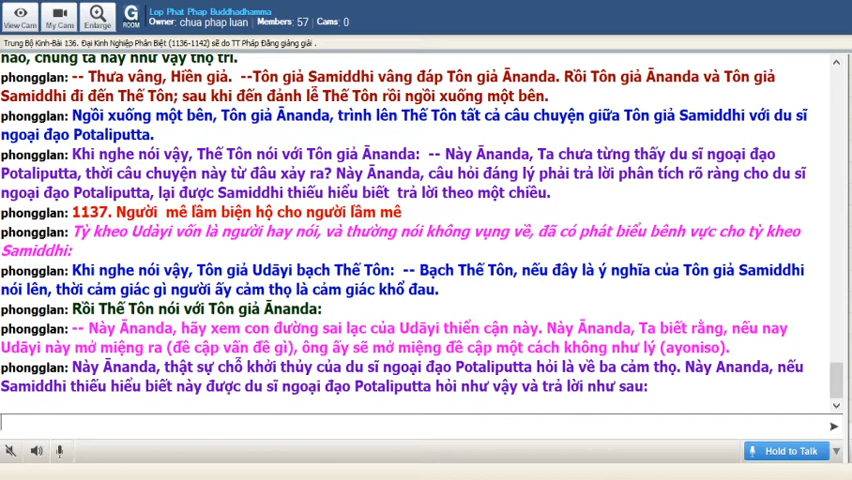 Lop Phat Phap Buddhadhamma
Owner: chua phap luan Members: 57 Cams: 0
View Cam My Cam Enlarge G ROOM
Trung Bộ Kinh-Bài 136. Đại Kinh Nghiệp Phân Biệt (1136-1142) sẽ do TT Pháp Đăng giảng giải .
nào, chúng ta hãy như vậy thọ trì.
phongglan: -- Thưa vâng, Hiền giả. --Tôn giả Samiddhi vâng đáp Tôn giả Ānanda. Rồi Tôn giả Ānanda và Tôn giả
Samiddhi đi đến Thế Tôn; sau khi đến đảnh lễ Thế Tôn rồi ngồi xuống một bên.
phongglan: Ngồi xuống một bên, Tôn giả Ānanda, trình lên Thế Tôn tất cả câu chuyện giữa Tôn giả Samiddhi với du sĩ
ngoại đạo Potaliputta.
phongglan: Khi nghe nói vậy, Thế Tôn nói với Tôn giả Ānanda: -- Này Ānanda, Ta chưa từng thấy du sĩ ngoại đạo
Potaliputta, thời câu chuyện này từ đâu xảy ra? Này Ānanda, câu hỏi đáng lý phải trả lời phân tích rõ ràng cho du sĩ
ngoại đạo Potaliputta, lại được Samiddhi thiếu hiểu biết trả lời theo một chiều.
phongglan: 1137. Người mê lầm biện hộ cho người lầm mê
phongglan: Tỳ kheo Udàyi vốn là người hay nói, và thường nói không vụng về, đã có phát biểu bênh vực cho tỳ kheo
Samiddhi:
phongglan: Khi nghe nói vậy, Tôn giả Udāyi bạch Thế Tôn: -- Bạch Thế Tôn, nếu đây là ý nghĩa của Tôn giả Samiddhi
nói lên, thời cảm giác gì người ấy cảm thọ là cảm giác khổ đau.
phongglan: Rồi Thế Tôn nói với Tôn giả Ānanda:
phongglan: -- Này Ānanda, hãy xem con đường sai lạc của Udāyi thiển cận này. Này Ānanda, Ta biết rằng, nếu nay
Udāyi này mở miệng ra (đề cập vấn đề gì), ông ấy sẽ mở miệng đề cập một cách không như lý (ayoniso).
phongglan: Này Ānanda, thật sự chỗ khởi thủy của du sĩ ngoại đạo Potaliputta hỏi là về ba cảm thọ. Này Ananda, nếu
Samiddhi thiếu hiểu biết này được du sĩ ngoại đạo Potaliputta hỏi như vậy và trả lời như sau:
Hold to Talk